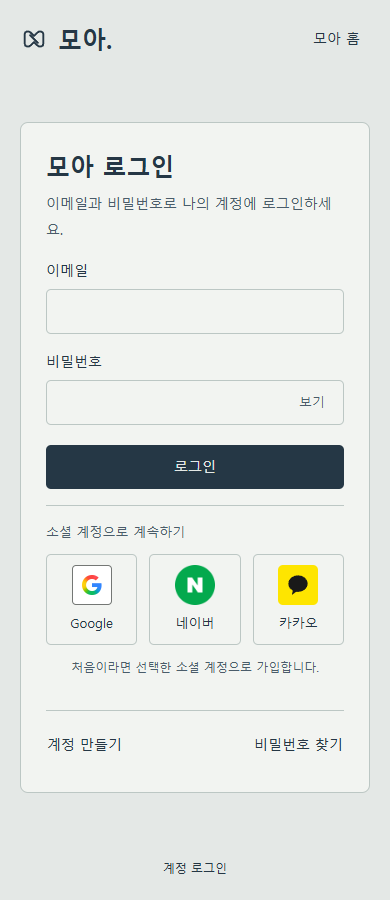 모아.
모아 홈
모아 로그인
이메일과 비밀번호로 나의 계정에 로그인하세
요.
이메일
비밀번호
보기
로그인
소셜 계정으로 계속하기
Google
네이버
카카오
처음이라면 선택한 소셜 계정으로 가입합니다.
계정 만들기
비밀번호 찾기
계정 로그인